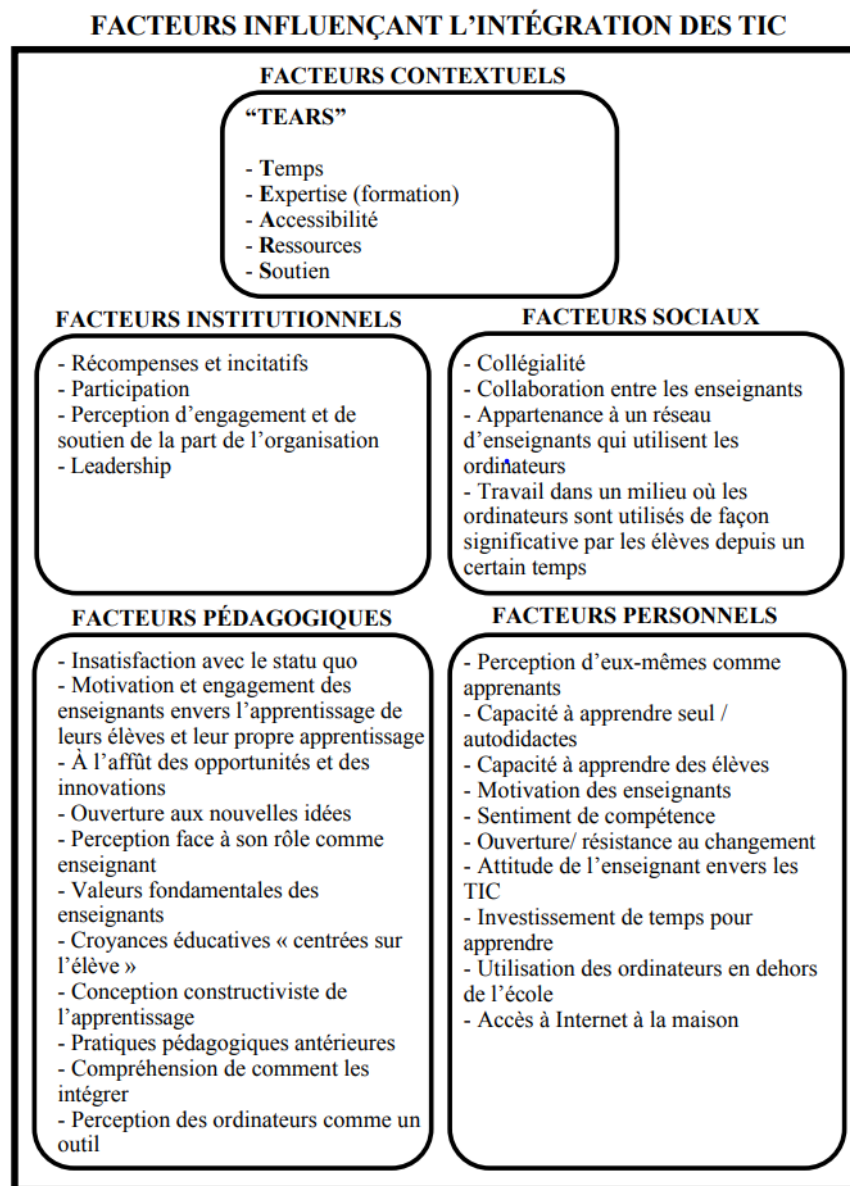 FACTEURS INFLUENÇANT L'INTÉGRATION DES TIC
FACTEURS CONTEXTUELS
“TEARS”
- Temps
- Expertise (formation)
- Accessibilité
- Ressources
- Soutien
FACTEURS INSTITUTIONNELS
- Récompenses et incitatifs
- Participation
- Perception d'engagement et de
soutien de la part de l'organisation
- Leadership
FACTEURS SOCIAUX
- Collégialité
- Collaboration entre les enseignants
- Appartenance à un réseau
d'enseignants qui utilisent les
ordinateurs
- Travail dans un milieu où les
ordinateurs sont utilisés de façon
significative par les élèves depuis un
certain temps
FACTEURS PÉDAGOGIQUES
- Insatisfaction avec le statu quo
- Motivation et engagement des
enseignants envers l'apprentissage de
leurs élèves et leur propre apprentissage
- À l'affût des opportunités et des
innovations
- Ouverture aux nouvelles idées
- Perception face à son rôle comme
enseignant
- Valeurs fondamentales des
enseignants
- Croyances éducatives « centrées sur
l'élève »
- Conception constructiviste de
l'apprentissage
- Pratiques pédagogiques antérieures
- Compréhension de comment les
intégrer
- Perception des ordinateurs comme un
outil
FACTEURS PERSONNELS
- Perception d'eux-mêmes comme
apprenants
- Capacité à apprendre seul /
autodidactes
- Capacité à apprendre des élèves
- Motivation des enseignants
- Sentiment de compétence
- Ouverture/ résistance au changement
- Attitude de l'enseignant envers les
TIC
- Investissement de temps pour
apprendre
- Utilisation des ordinateurs en dehors
de l'école
- Accès à Internet à la maison